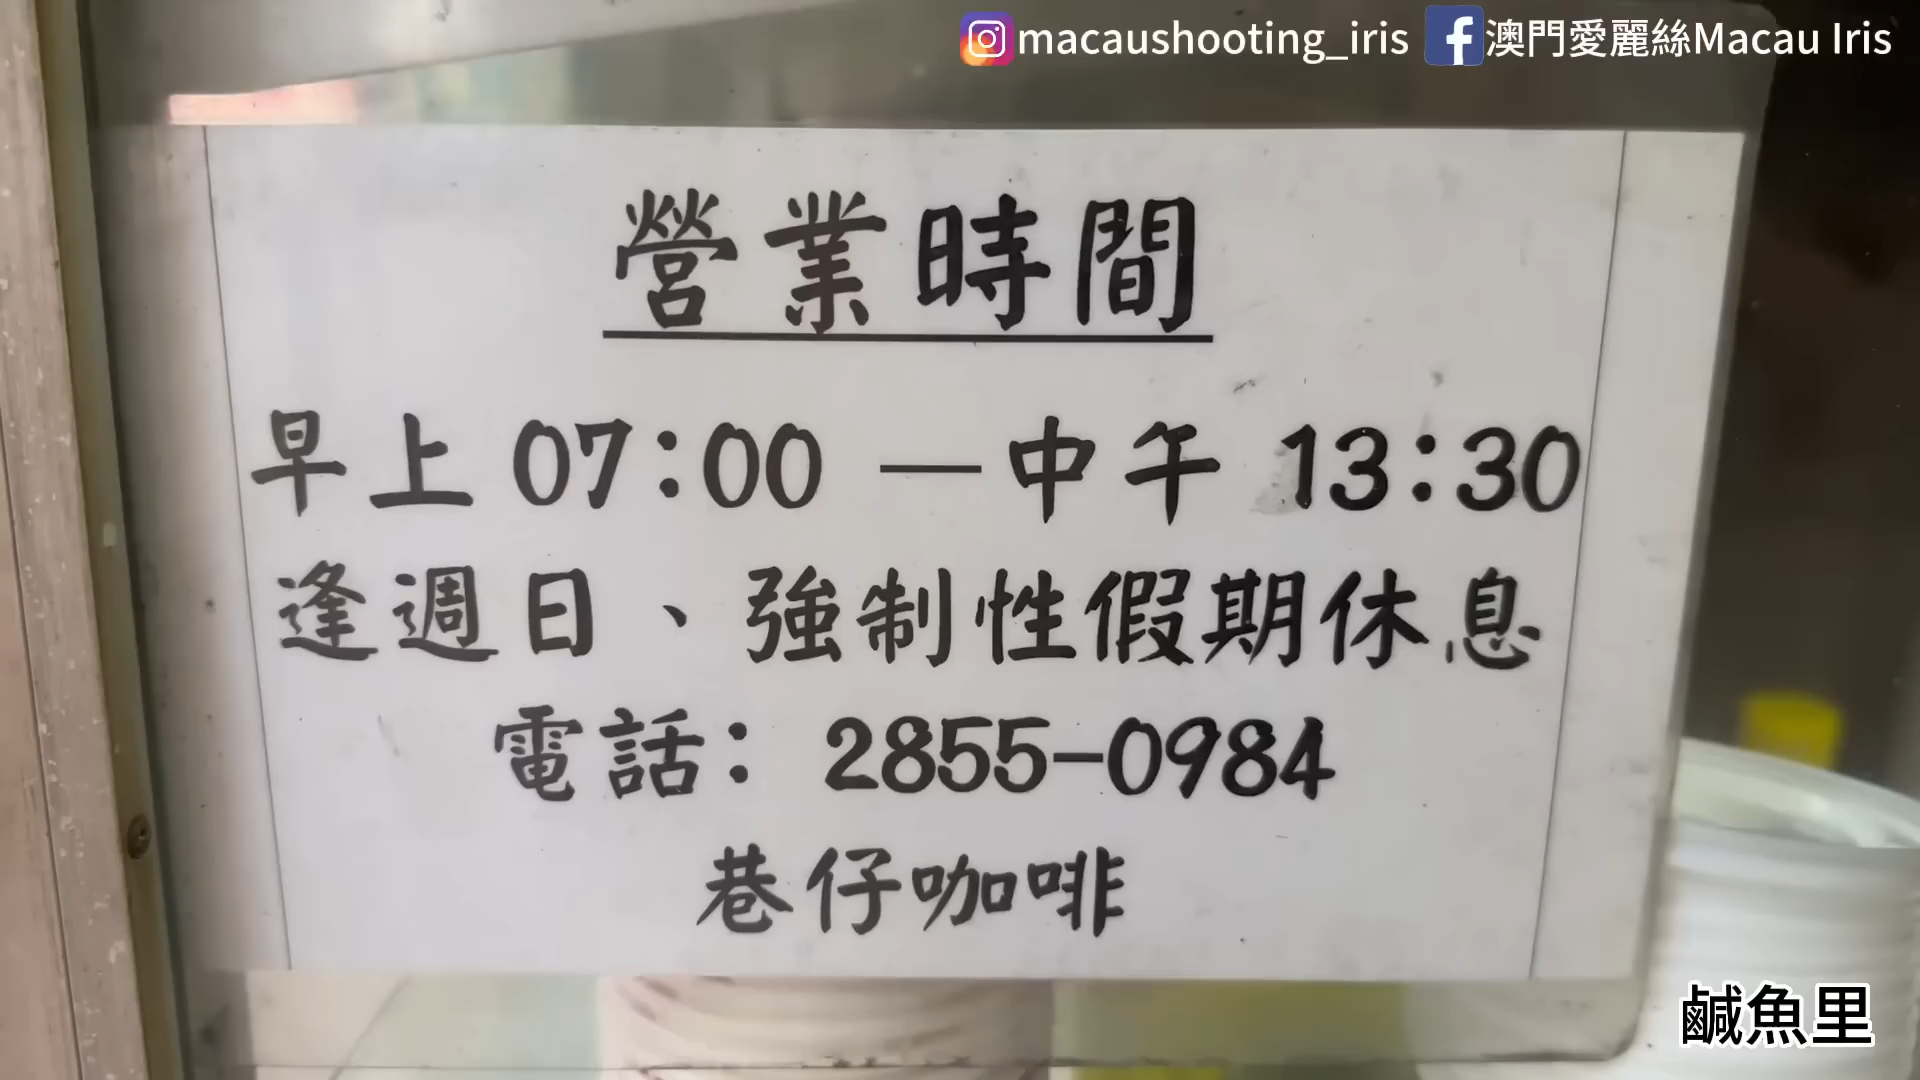 macaushooting_iris 澳門愛麗絲Macau Iris
營業時間
早上 07:00 —中午 13:30
逢週日、強制性假期休息
電話：2855-0984
巷仔咖啡
鹹魚里